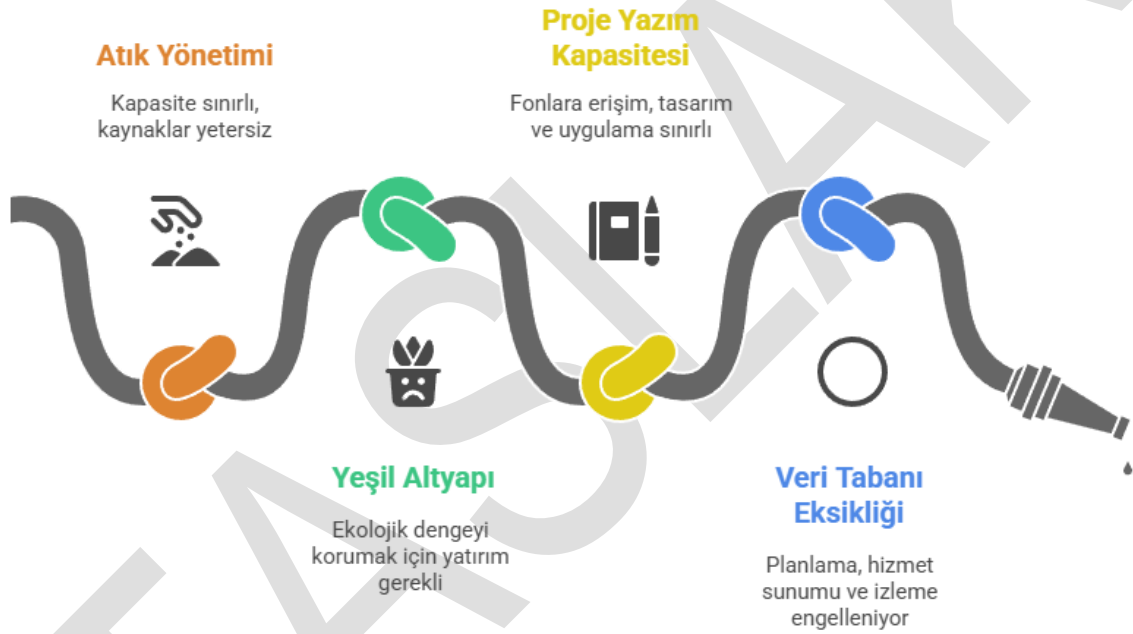 Atık Yönetimi
Kapasite sınırlı,
kaynaklar yetersiz
Proje Yazım
Kapasitesi
Fonlara erişim, tasarım
ve uygulama sınırlı
Yeşil Altyapı
Ekolojik dengeyi
korumak için yatırım
gerekli
Veri Tabanı
Eksikliği
Planlama, hizmet
sunumu ve izleme
engelleniyor